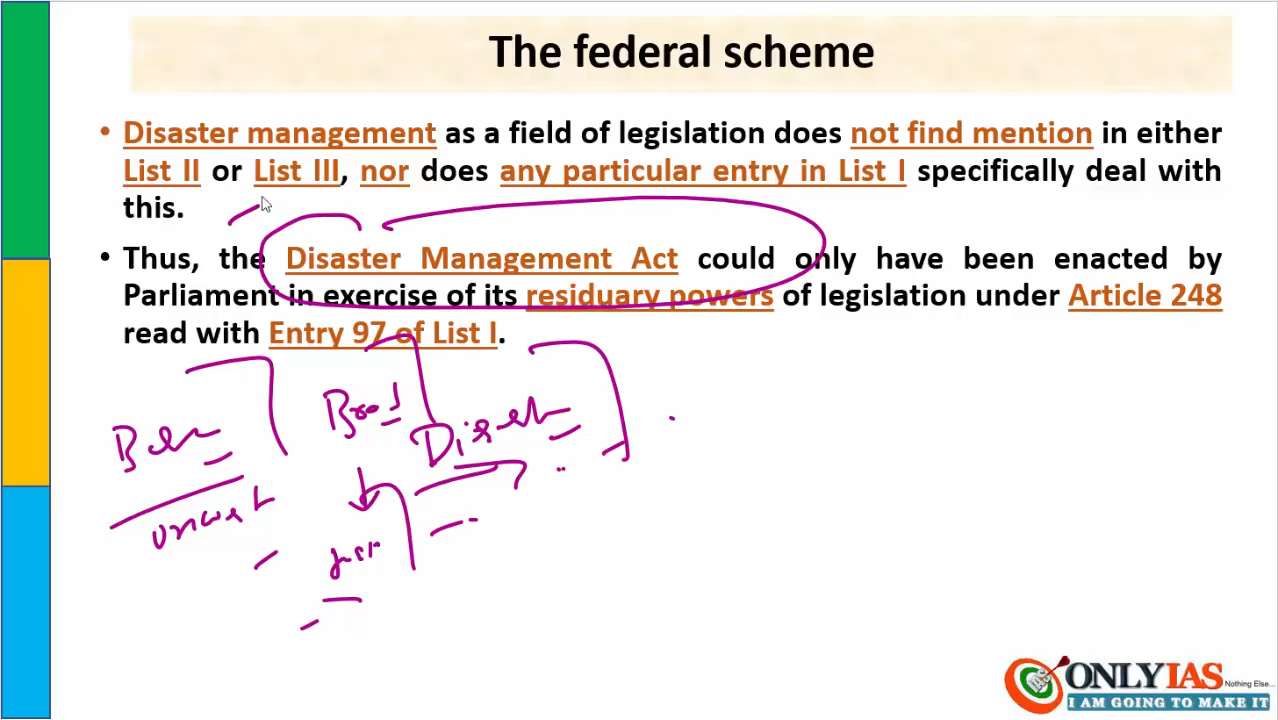 The federal scheme
• Disaster management as a field of legislation does not find mention in either
List II or List III, nor does any particular entry in List I specifically deal with
this.
• Thus, the Disaster Management Act could only have been enacted by
Parliament in exercise of its residuary powers of legislation under Article 248
read with Entry 97 of List I.
ONLYIAS
Nothing Else...
I AM GOING TO MAKE IT